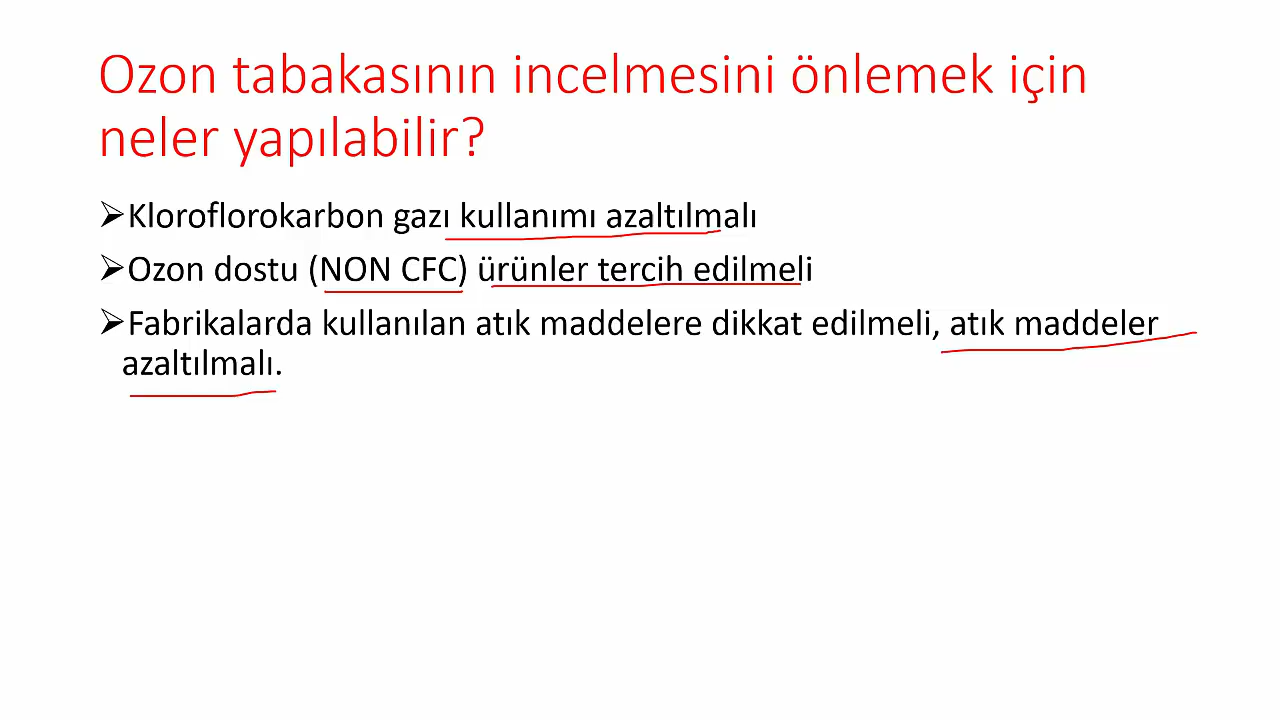 Ozon tabakasının incelmesini önlemek için
neler yapılabilir?
➢Kloroflorokarbon gazı kullanımı azaltılmalı
➢Ozon dostu (NON CFC) ürünler tercih edilmeli
➢Fabrikalarda kullanılan atık maddelere dikkat edilmeli, atık maddeler
azaltılmalı.